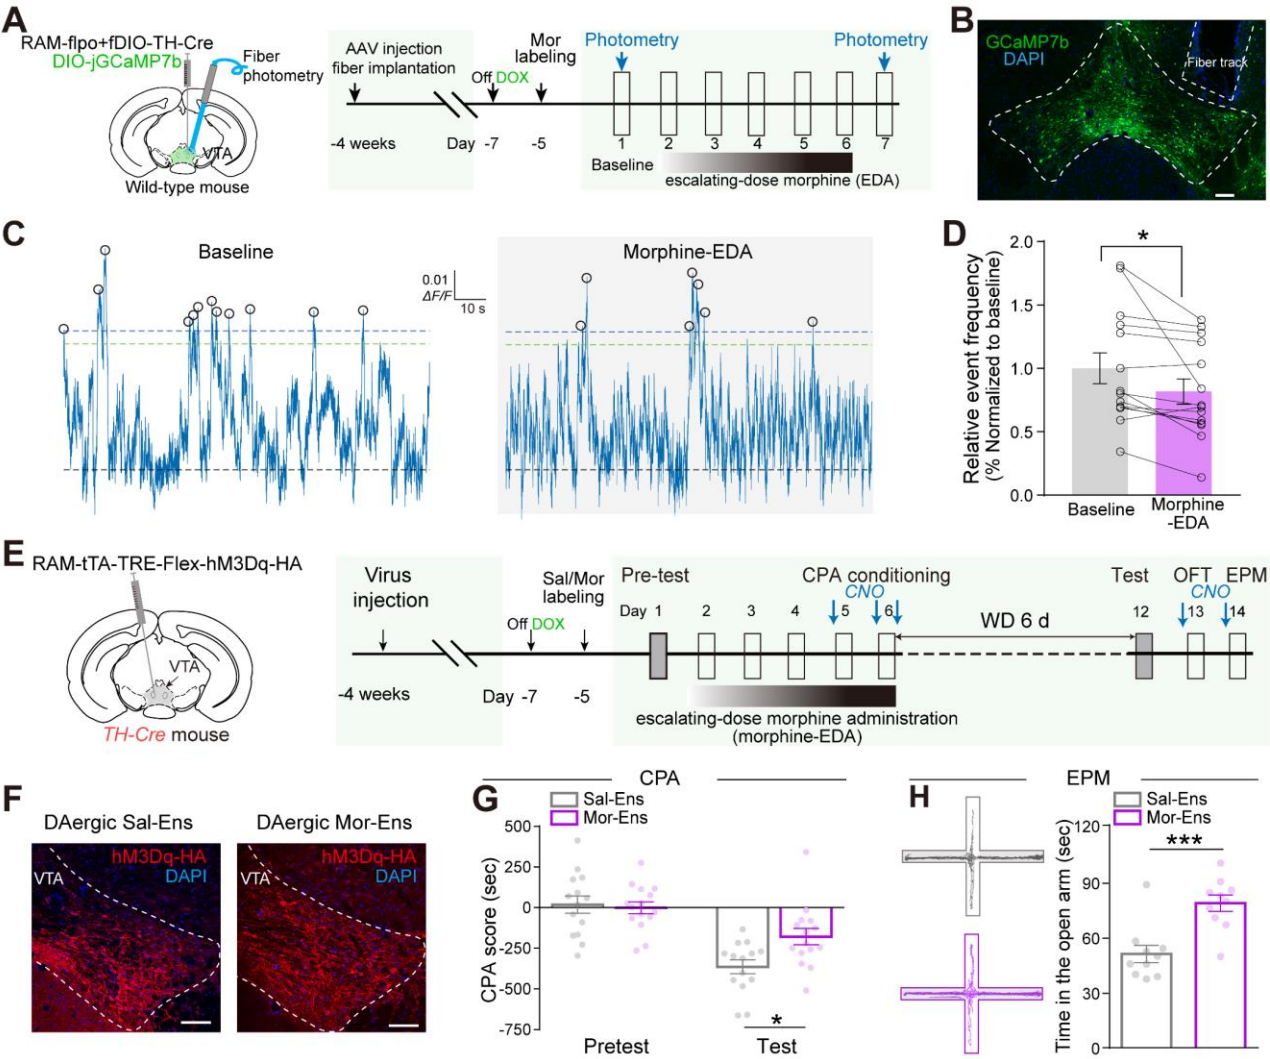 A
RAM-flpo+fDIO-TH-Cre
DIO-jGCaMP7b
Fiber
photometry
VTA
Wild-type mouse
AAV injection
fiber implantation
Mor
labeling
Off DOX
-4 weeks
Day -7 -5
Photometry Photometry
1 2 3 4 5 6 7
Baseline
escalating-dose morphine (EDA)
B
GCaMP7b
DAPI
Fiber track
C
Baseline
0.01
ΔF/F
10 s
Morphine-EDA
D
*
Relative event frequency
(% Normalized to baseline)
2.0
1.5
1.0
0.5
0.0
Baseline
Morphine
-EDA
E
RAM-tTA-TRE-Flex-hM3Dq-HA
VTA
TH-Cre mouse
Virus
injection
Sal/Mor
labeling
Off DOX
-4 weeks
Day -7 -5
Pre-test CPA conditioning Test OFT EPM
CNO CNO
Day 1 2 3 4 5 6 12 13 14
WD 6 d
escalating-dose morphine administration
(morphine-EDA)
F
DAergic Sal-Ens
hM3Dq-HA
DAPI
VTA
DAergic Mor-Ens
hM3Dq-HA
DAPI
VTA
G
CPA
Sal-Ens
Mor-Ens
CPA score (sec)
500
250
0
-250
-500
-750
*
Pretest Test
H
EPM
Sal-Ens
Mor-Ens
Time in the open arm (sec)
120
90
60
30
0
***